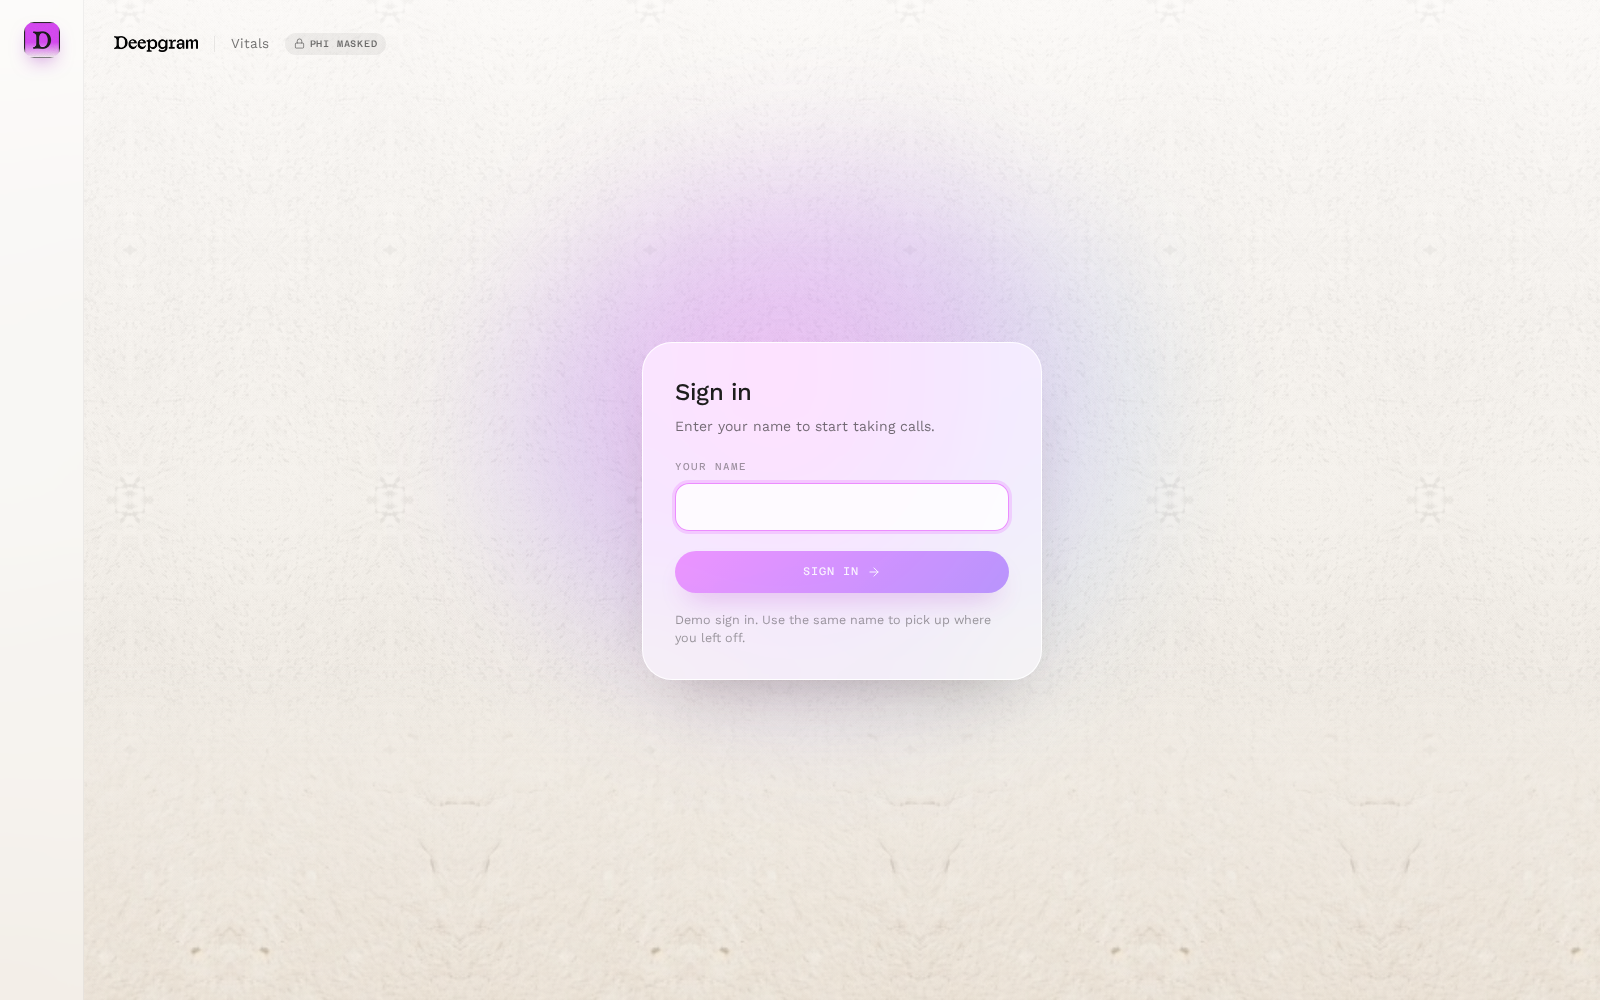 D
Deepgram
Vitals
PHI MASKED
Sign in
Enter your name to start taking calls.
YOUR NAME
SIGN IN →
Demo sign in. Use the same name to pick up where
you left off.